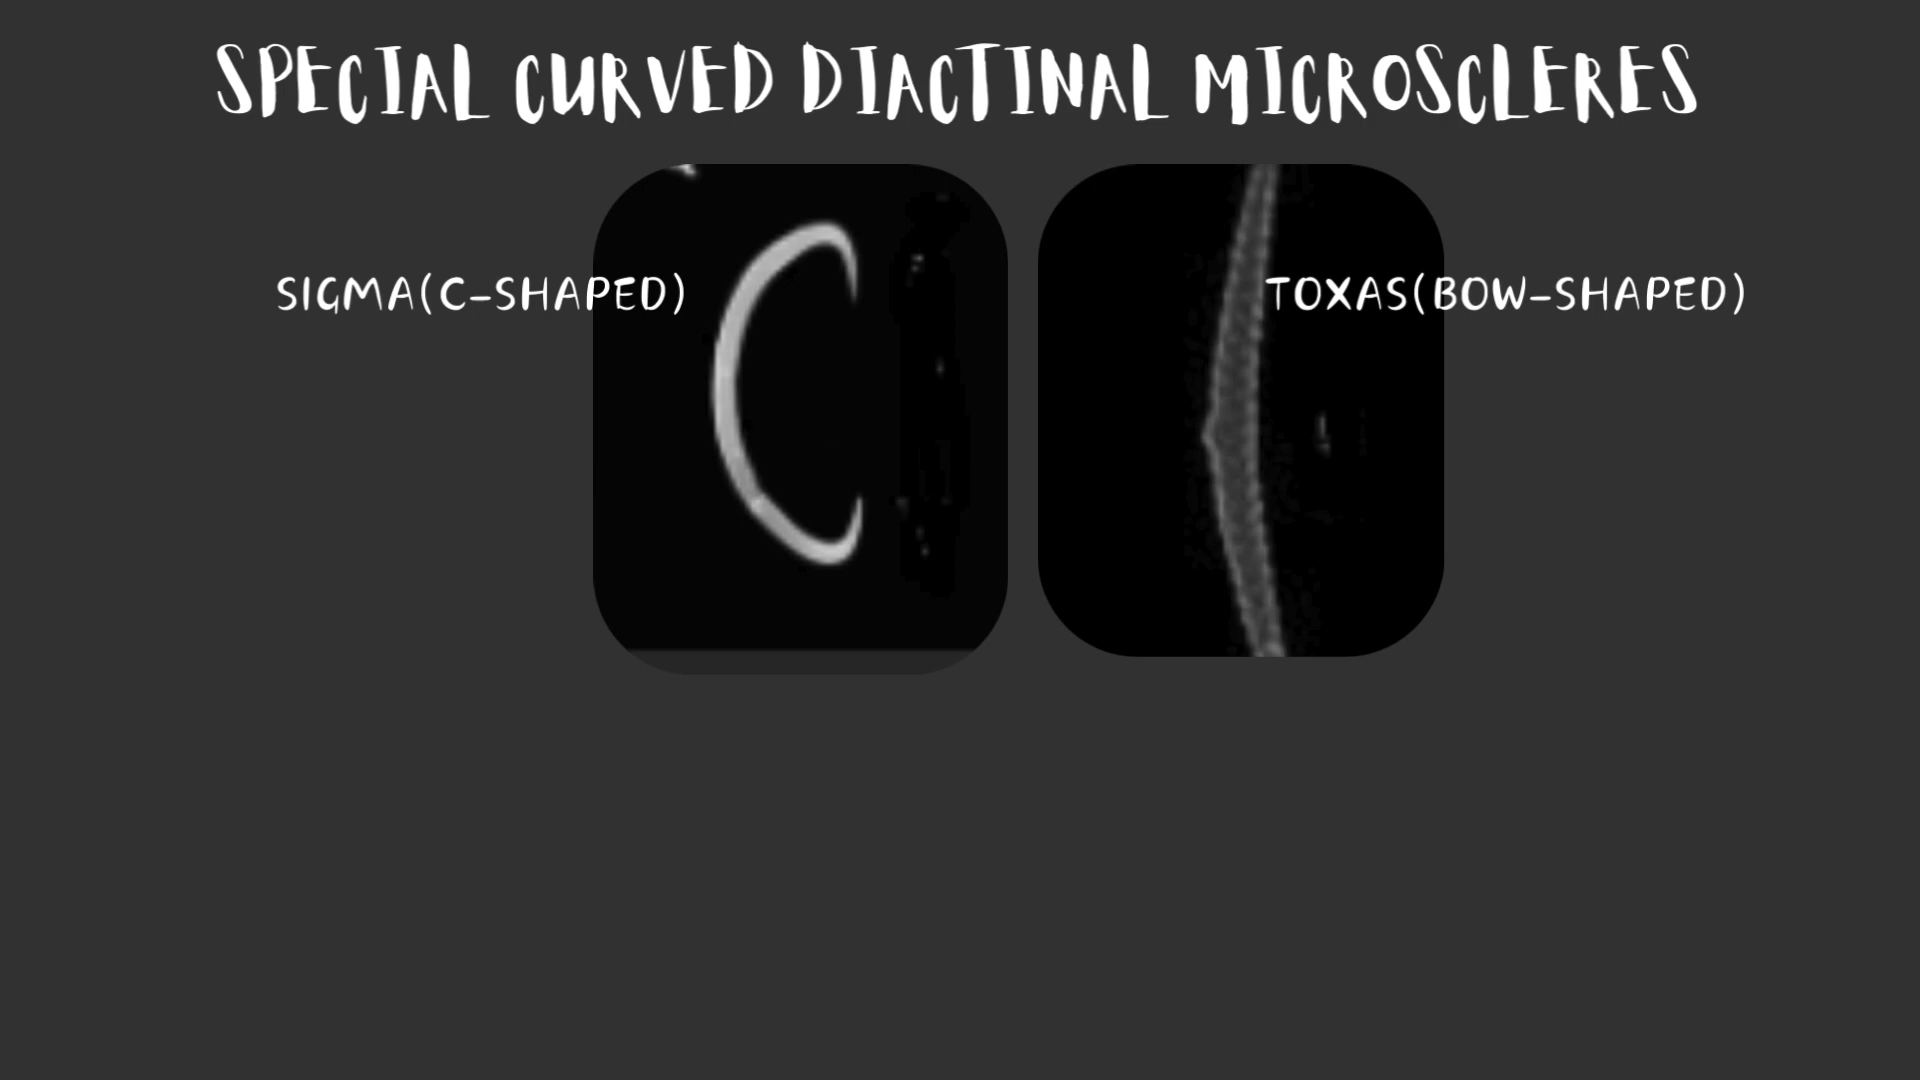 SPECIAL CURVED DIACTINAL MICROSCLERES
SIGMA(C-SHAPED)
TOXAS(BOW-SHAPED)